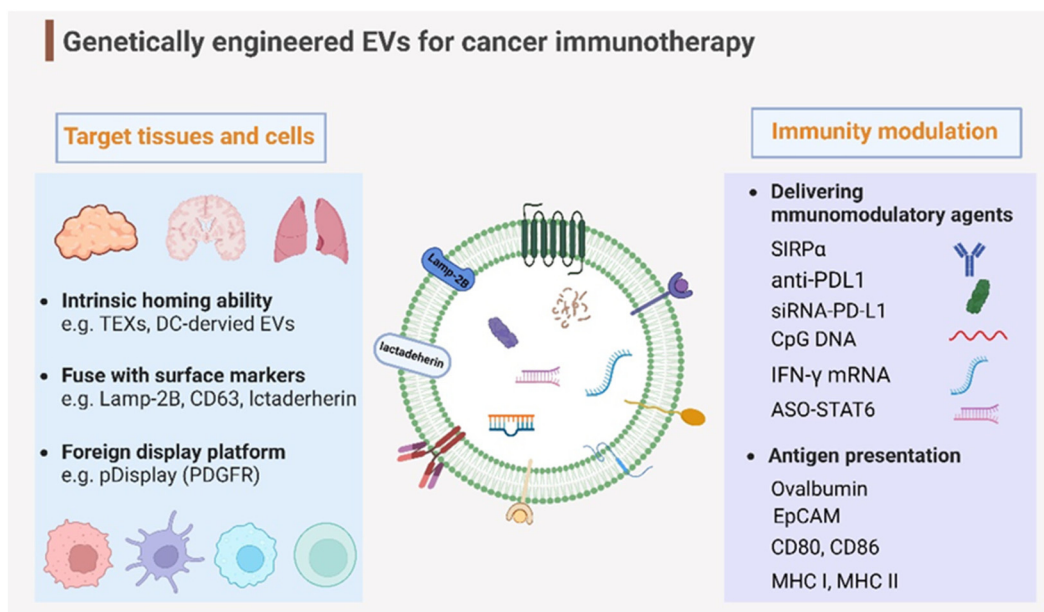 Genetically engineered EVs for cancer immunotherapy
Target tissues and cells
• Intrinsic homing ability
e.g. TEXs, DC-dervied EVs
• Fuse with surface markers
e.g. Lamp-2B, CD63, lctaderherin
• Foreign display platform
e.g. pDisplay (PDGFR)
Lamp-2B
lactadeherin
Immunity modulation
• Delivering
mmunomodulatory agents
SIRPα
anti-PDL1
siRNA-PD-L1
CpG DNA
IFN-γ mRNA
ASO-STAT6
• Antigen presentation
Ovalbumin
EpCAM
CD80, CD86
MHC I, MHC II